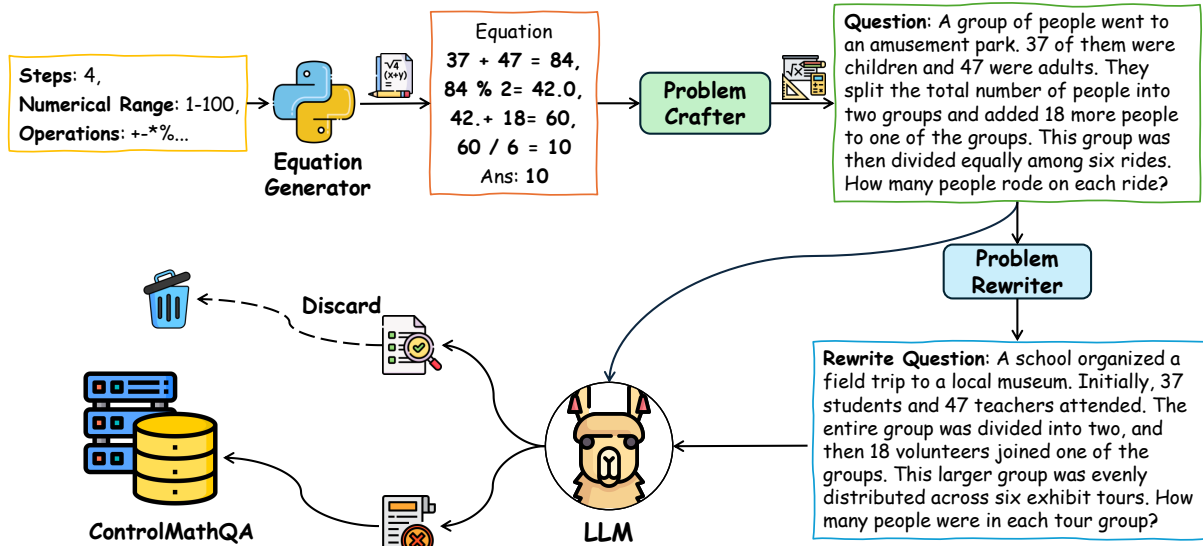 Steps: 4,
Numerical Range: 1-100,
Operations: +-*%...
Equation
Generator
√4
(x+y)
Equation
37 + 47 = 84,
84 % 2= 42.0,
42.+ 18= 60,
60 / 6 = 10
Ans: 10
Problem
Crafter
√x
Question: A group of people went to
an amusement park. 37 of them were
children and 47 were adults. They
split the total number of people into
two groups and added 18 more people
to one of the groups. This group was
then divided equally among six rides.
How many people rode on each ride?
Problem
Rewriter
Rewrite Question: A school organized a
field trip to a local museum. Initially, 37
students and 47 teachers attended. The
entire group was divided into two, and
then 18 volunteers joined one of the
groups. This larger group was evenly
distributed across six exhibit tours. How
many people were in each tour group?
LLM
Discard
ControlMathQA